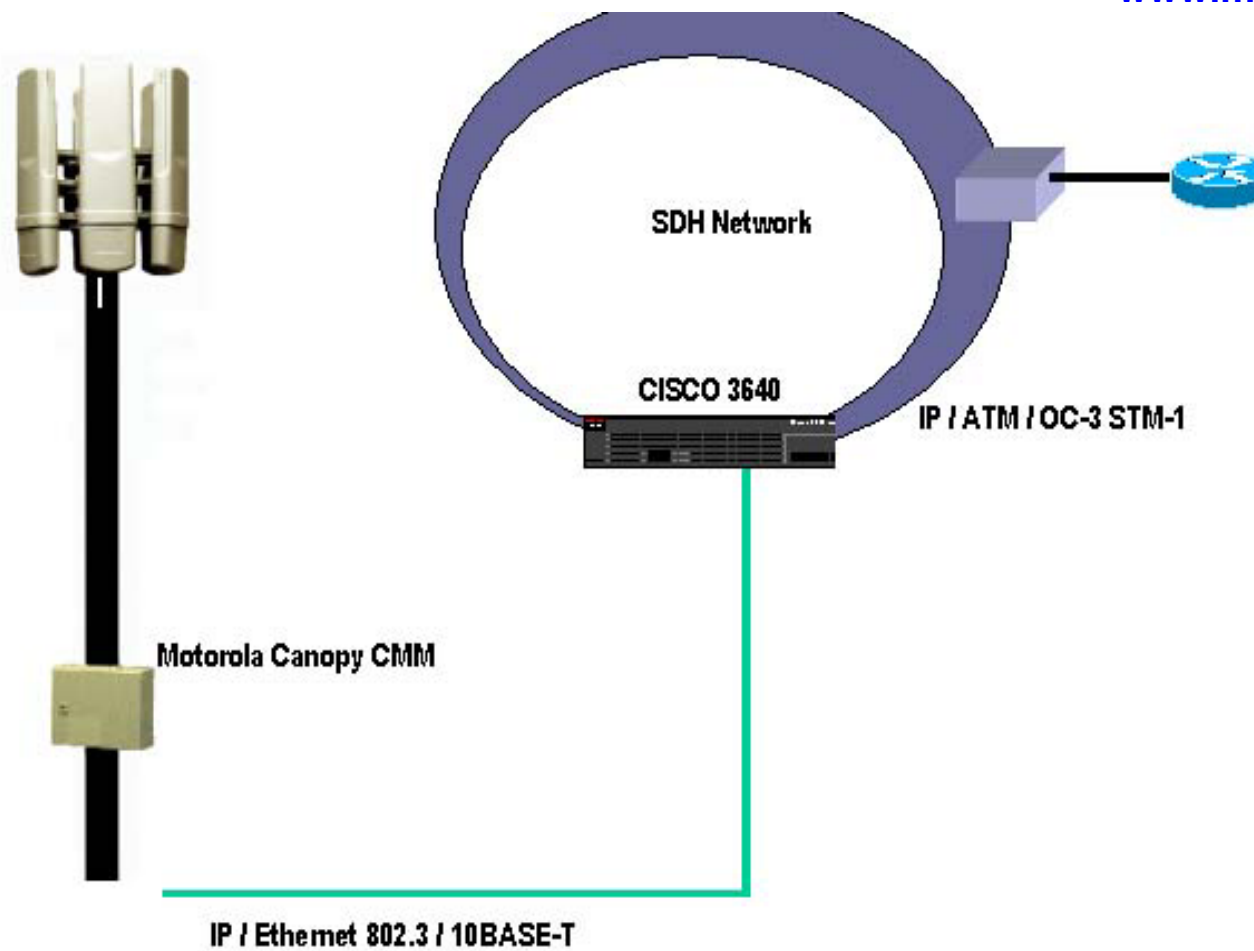 SDH Network
CISCO 3640
IP / ATM / OC-3 STM-1
Motorola Canopy CMM
IP / Ethernet 802.3 / 10BASE-T